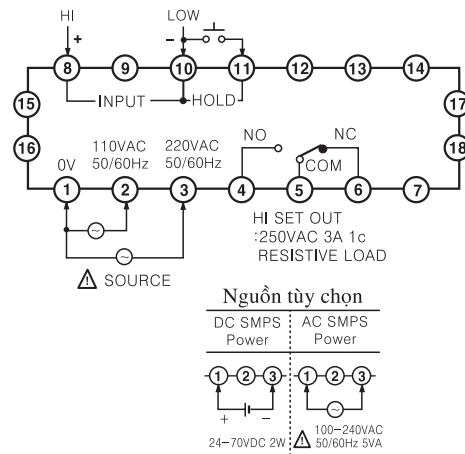 HI LOW
+ −
8 9 10 11 12 13 14
INPUT HOLD
15 17
16 18
110VAC 220VAC NO NC
0V 50/60Hz 50/60Hz COM
1 2 3 4 5 6 7
~
~
⚠ SOURCE
HI SET OUT
:250VAC 3A 1c
RESISTIVE LOAD
Nguồn tùy chọn
DC SMPS AC SMPS
Power Power
1 2 3 1 2 3
+ − ~
24−70VDC 2W ⚠ 100−240VAC
50/60Hz 5VA